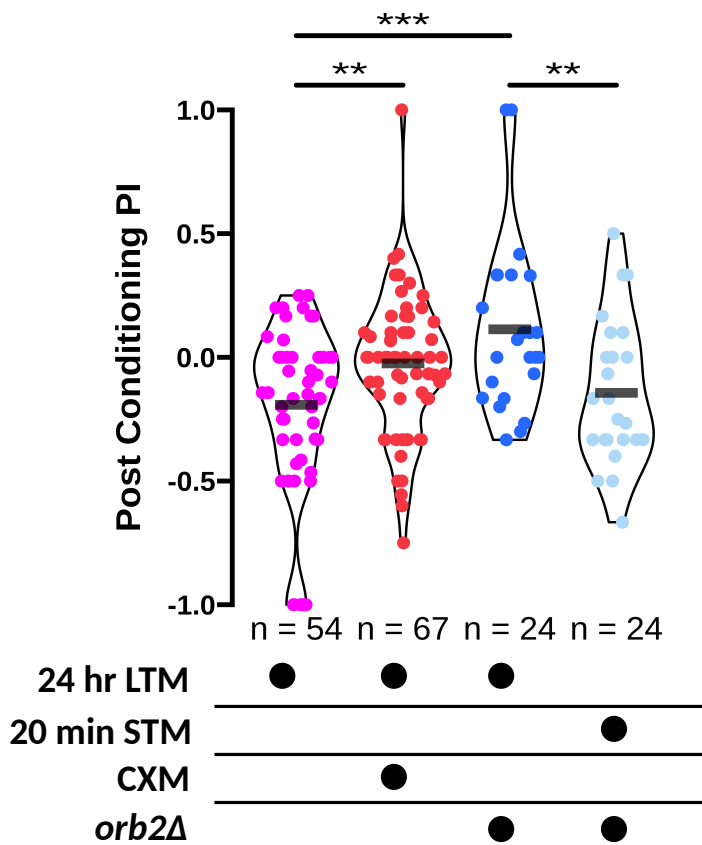 ***
** **
1.0
0.5
0.0
-0.5
-1.0
Post Conditioning PI
n = 54 n = 67 n = 24 n = 24
24 hr LTM
20 min STM
CXM
orb2Δ